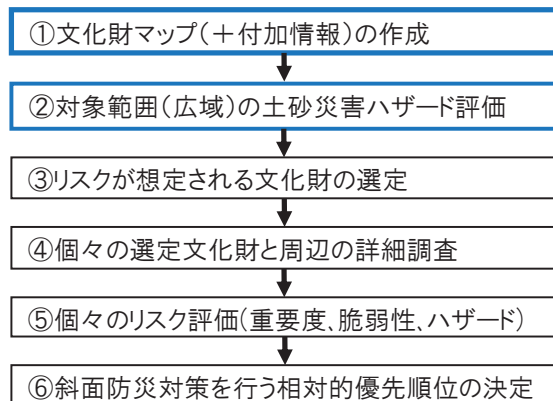 ①文化財マップ(＋付加情報)の作成
②対象範囲(広域)の土砂災害ハザード評価
③リスクが想定される文化財の選定
④個々の選定文化財と周辺の詳細調査
⑤個々のリスク評価(重要度、脆弱性、ハザード)
⑥斜面防災対策を行う相対的優先順位の決定